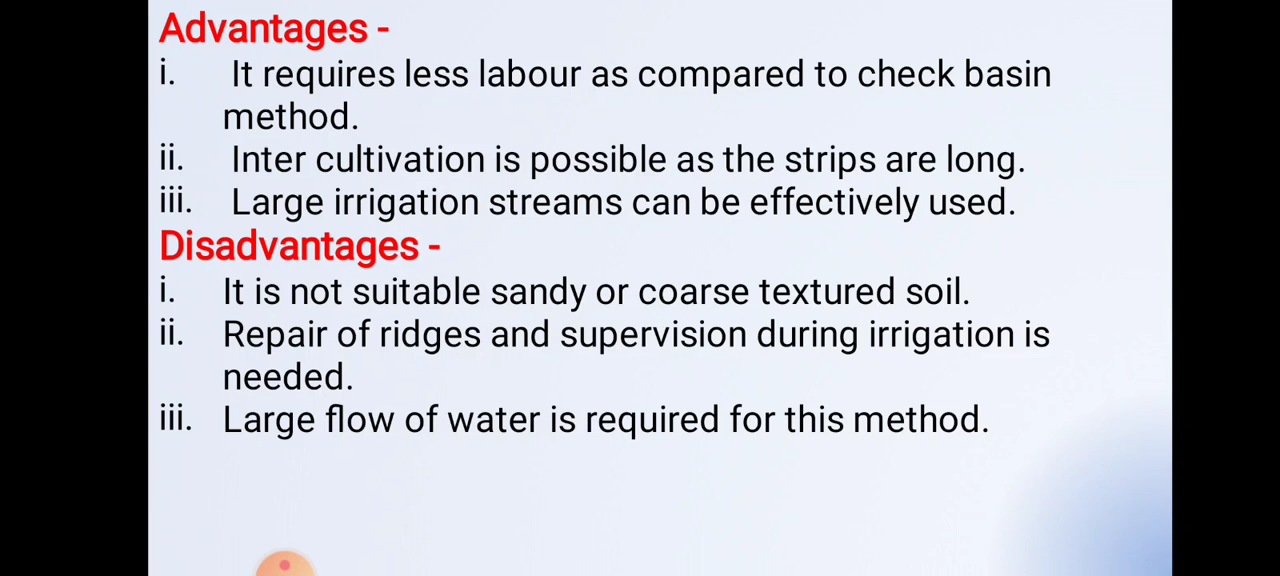 Advantages -
i. It requires less labour as compared to check basin
method.
ii. Inter cultivation is possible as the strips are long.
iii. Large irrigation streams can be effectively used.
Disadvantages -
i. It is not suitable sandy or coarse textured soil.
ii. Repair of ridges and supervision during irrigation is
needed.
iii. Large flow of water is required for this method.